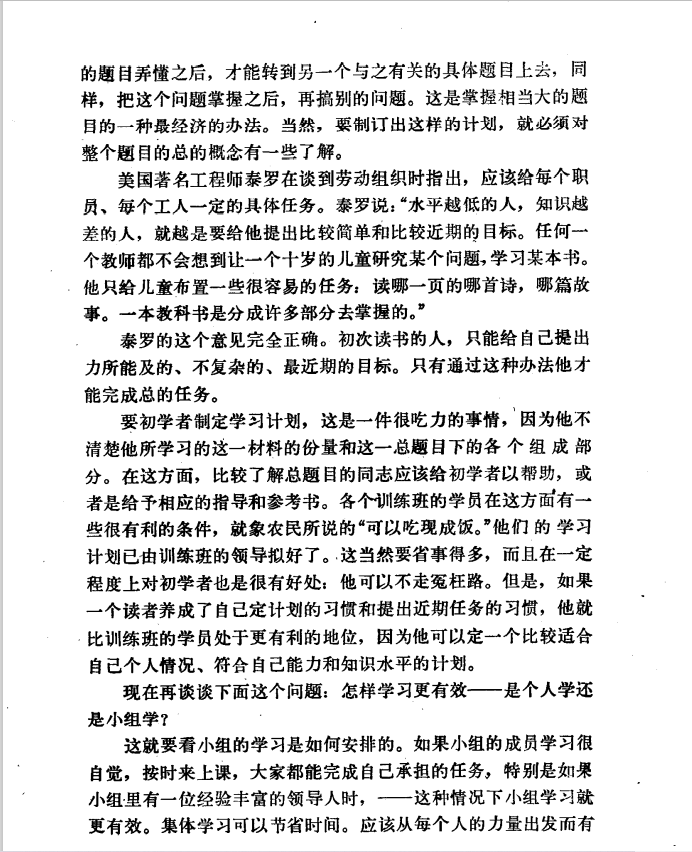 的题目弄懂之后，才能转到另一个与之有关的具体题目上去，同
样，把这个问题掌握之后，再搞别的问题。这是掌握相当大的题
目的一种最经济的办法。当然，要制订出这样的计划，就必须对
整个题目的总的概念有一些了解。
美国著名工程师泰罗在谈到劳动组织时指出，应该给每个职
员、每个工人一定的具体任务。泰罗说：“水平越低的人，知识越
差的人，就越是要给他提出比较简单和比较近期的目标。任何一
个教师都不会想到让一个十岁的儿童研究某个问题，学习某本书。
他只给儿童布置一些很容易的任务：读哪一页的哪首诗，哪篇故
事。一本教科书是分成许多部分去掌握的。”
泰罗的这个意见完全正确。初次读书的人，只能给自己提出
力所能及的、不复杂的、最近期的目标。只有通过这种办法他才
能完成总的任务。
要初学者制定学习计划，这是一件很吃力的事情，因为他不
清楚他所学习的这一材料的份量和这一总题目下的各个组成部
分。在这方面，比较了解总题目的同志应该给初学者以帮助，或
者是给予相应的指导和参考书。各个训练班的学员在这方面有一
些很有利的条件，就象农民所说的“可以吃现成饭。”他们的学习
计划已由训练班的领导拟好了。这当然要省事得多，而且在一定
程度上对初学者也是很有好处：他可以不走冤枉路。但是，如果
一个读者养成了自己定计划的习惯和提出近期任务的习惯，他就
比训练班的学员处于更有利的地位，因为他可以定一个比较适合
自己个人情况、符合自己能力和知识水平的计划。
现在再谈谈下面这个问题：怎样学习更有效——是个人学还
是小组学？
这就要看小组的学习是如何安排的。如果小组的成员学习很
自觉，按时来上课，大家都能完成自己承担的任务，特别是如果
小组里有一位经验丰富的领导人时，——这种情况下小组学习就
更有效。集体学习可以节省时间。应该从每个人的力量出发而有